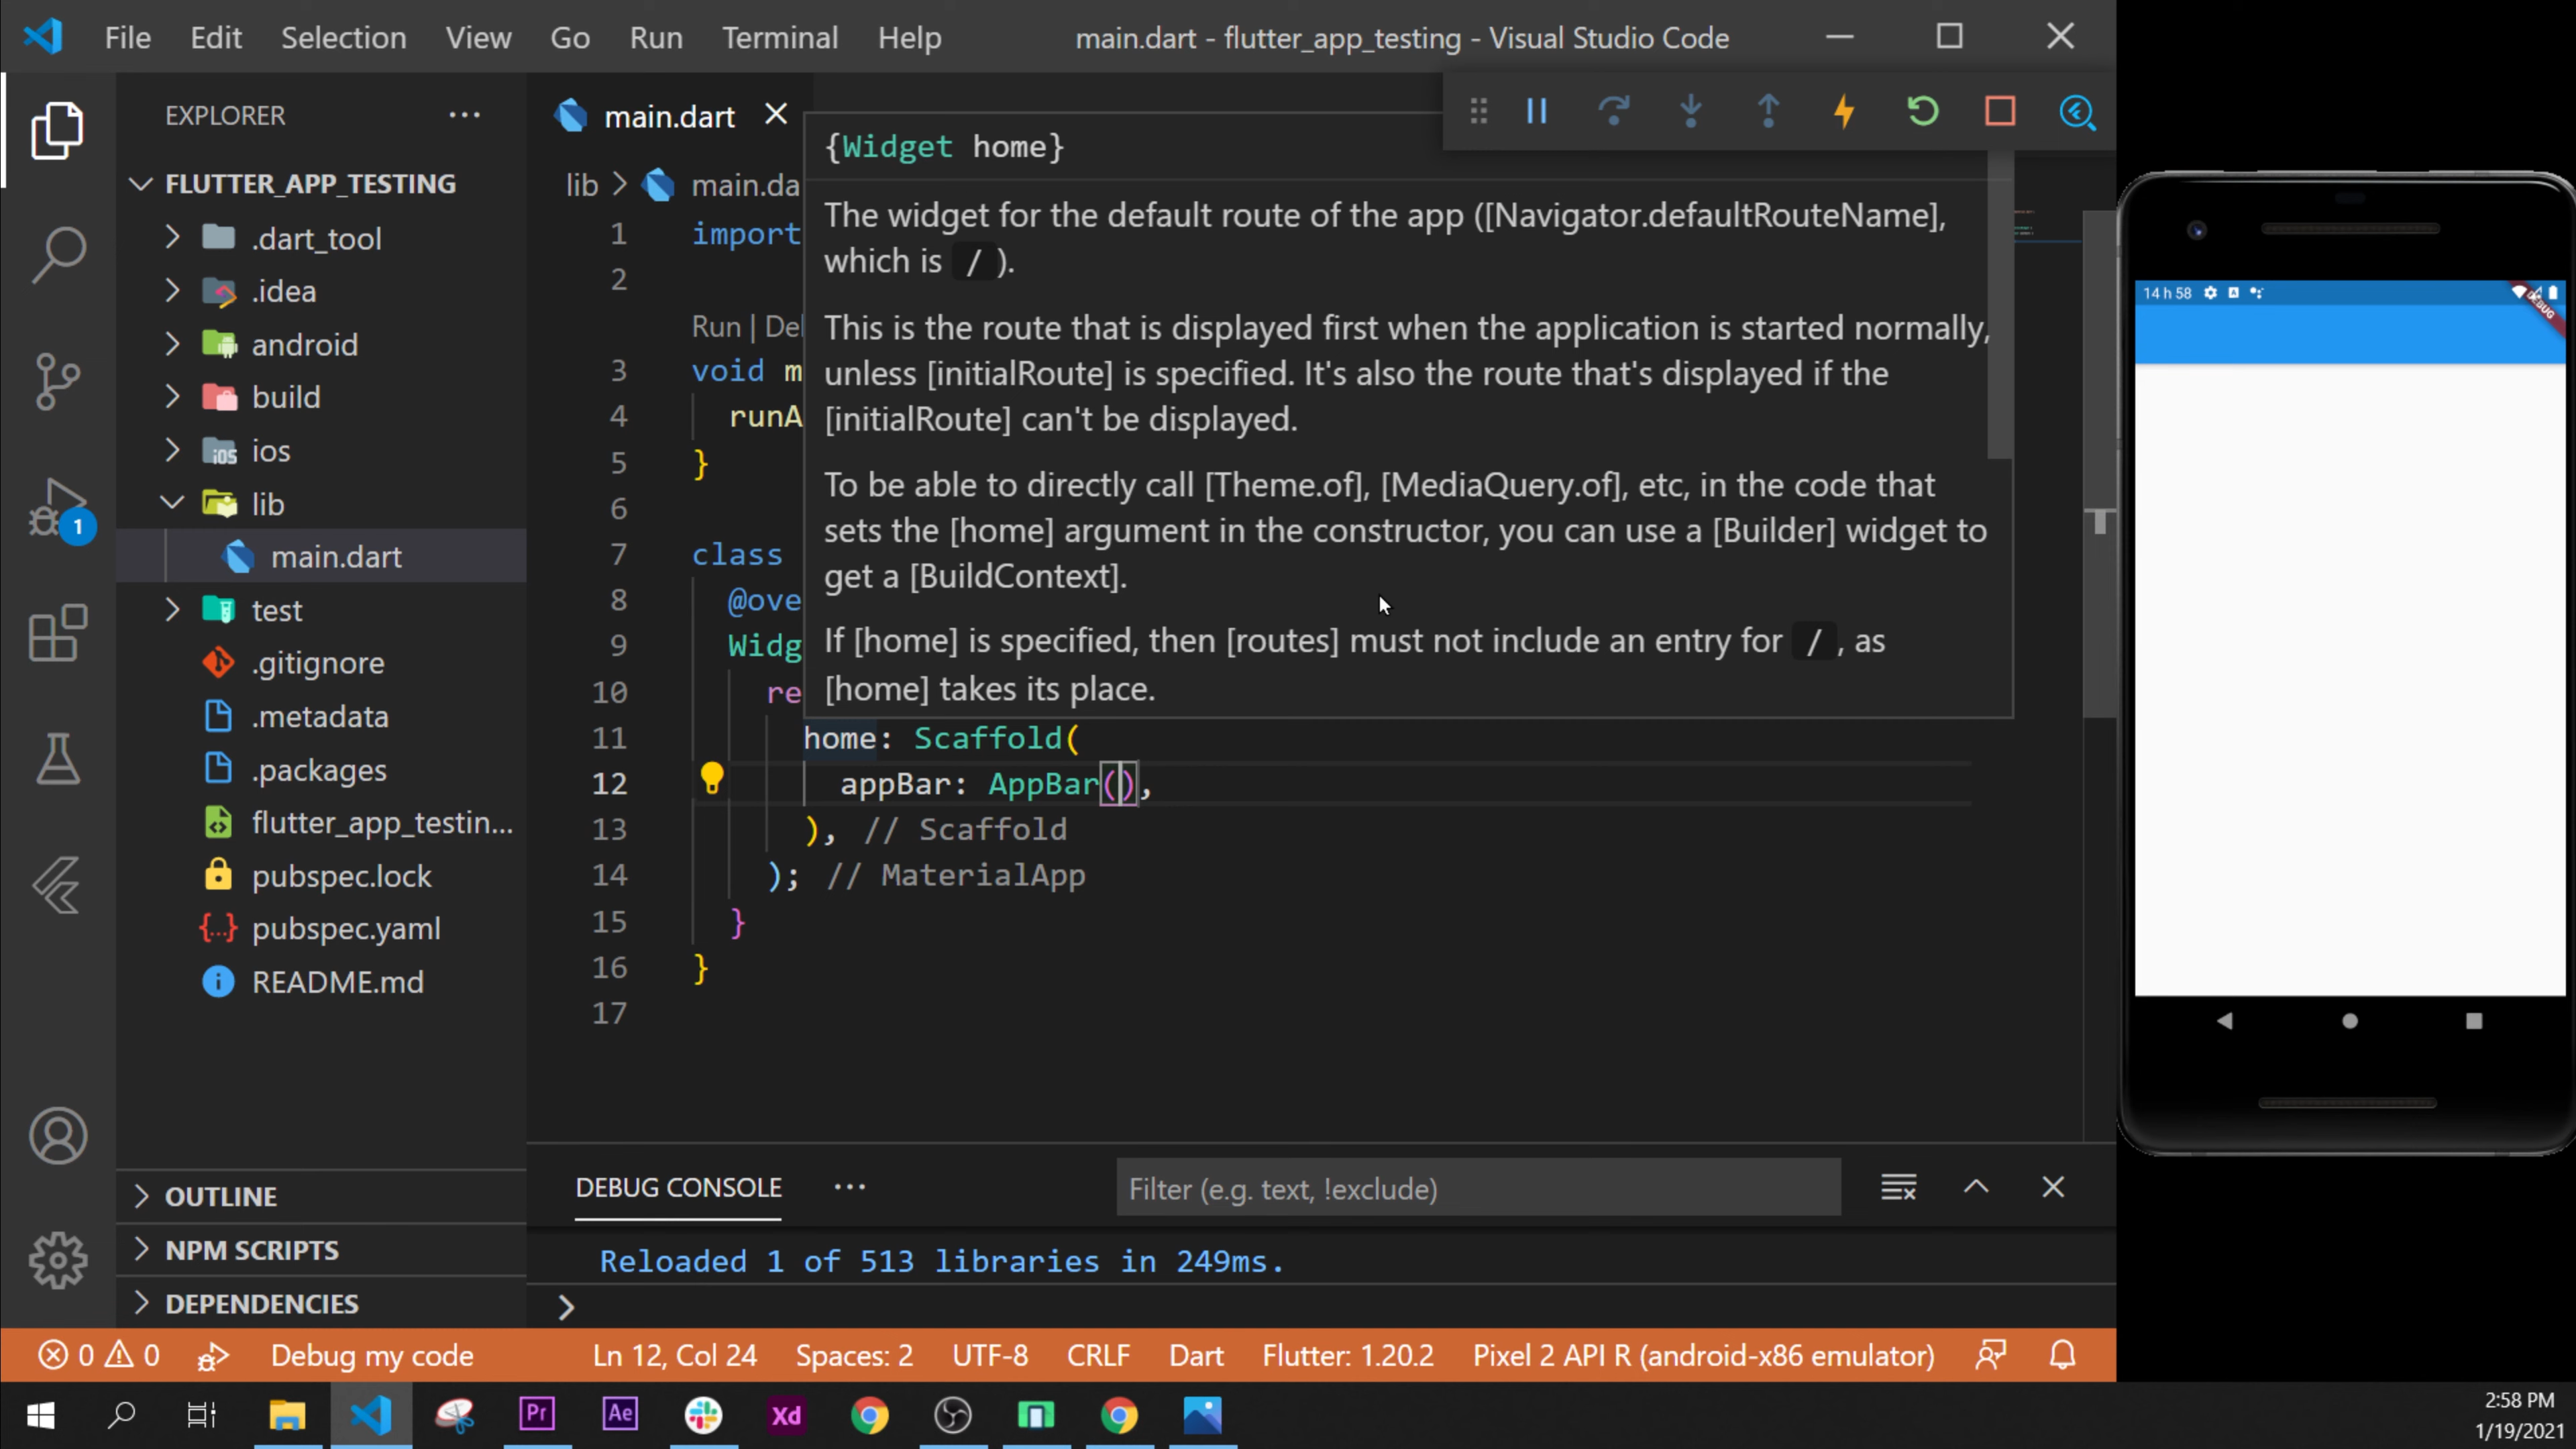 File Edit Selection View Go Run Terminal Help main.dart - flutter_app_testing - Visual Studio Code
EXPLORER
FLUTTER_APP_TESTING
.dart_tool
.idea
android
build
ios
iOS
lib
main.dart
test
.gitignore
.metadata
.packages
flutter_app_testin...
pubspec.lock
pubspec.yaml
README.md
OUTLINE
NPM SCRIPTS
DEPENDENCIES
1
main.dart
lib > main.da
{Widget home}
The widget for the default route of the app ([Navigator.defaultRouteName],
which is / ).
This is the route that is displayed first when the application is started normally,
unless [initialRoute] is specified. It's also the route that's displayed if the
[initialRoute] can't be displayed.
To be able to directly call [Theme.of], [MediaQuery.of], etc, in the code that
sets the [home] argument in the constructor, you can use a [Builder] widget to
get a [BuildContext].
If [home] is specified, then [routes] must not include an entry for / , as
[home] takes its place.
1 import
2
Run | De
3 void m
4 runA
5 }
6
7 class
8 @ove
9 Widg
10 re
11 home: Scaffold(
12 appBar: AppBar(),
13 ), // Scaffold
14 ); // MaterialApp
15 }
16 }
17
DEBUG CONSOLE Filter (e.g. text, !exclude)
Reloaded 1 of 513 libraries in 249ms.
>
0 0 Debug my code Ln 12, Col 24 Spaces: 2 UTF-8 CRLF Dart Flutter: 1.20.2 Pixel 2 API R (android-x86 emulator)
14 h 58
DEBUG
Pr Ae Xd
2:58 PM
1/19/2021